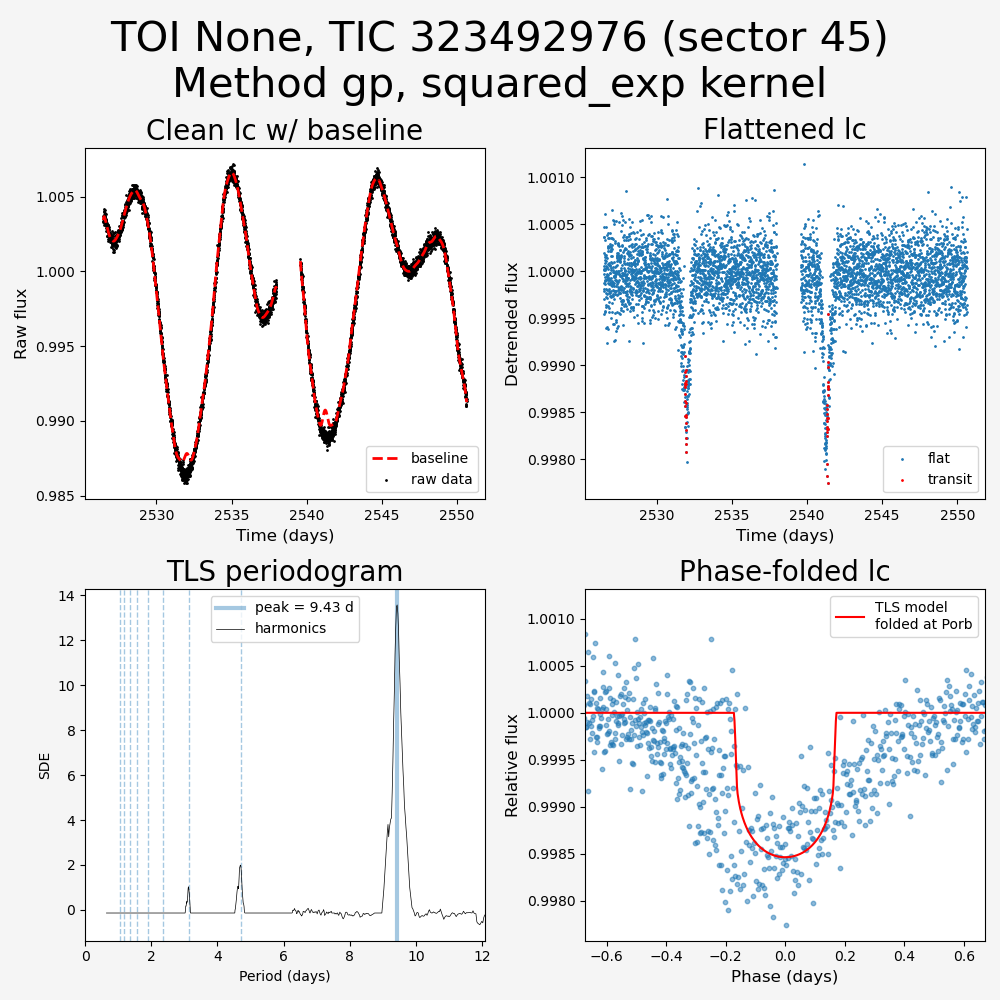 TOI None, TIC 323492976 (sector 45)
Method gp, squared_exp kernel
Clean lc w/ baseline
Raw flux
1.005
1.000
0.995
0.990
0.985
baseline
raw data
2530 2535 2540 2545 2550
Time (days)
Flattened lc
Detrended flux
1.0010
1.0005
1.0000
0.9995
0.9990
0.9985
0.9980
flat
transit
2530 2535 2540 2545 2550
Time (days)
TLS periodogram
SDE
14
12
10
8
6
4
2
0
peak = 9.43 d
harmonics
0 2 4 6 8 10 12
Period (days)
Phase-folded lc
Relative flux
1.0010
1.0005
1.0000
0.9995
0.9990
0.9985
0.9980
TLS model
folded at Porb
−0.6 −0.4 −0.2 0.0 0.2 0.4 0.6
Phase (days)